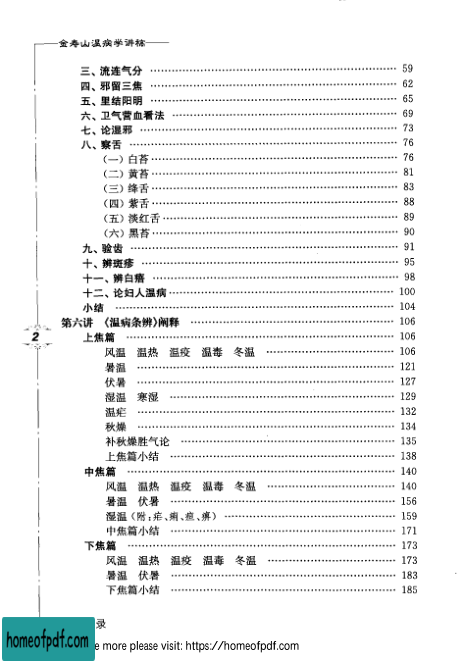 金寿山温病学讲稿
三、流连气分 59
四、邪留三焦 62
五、里结阳明 65
六、卫气营血看法 69
七、论湿邪 73
八、察舌 76
(一)白苔 76
(二)黄苔 81
(三)绛舌 83
(四)紫舌 88
(五)淡红舌 89
(六)黑苔 90
九、验齿 91
十、辨斑疹 95
十一、辨白㾦 98
十二、论妇人温病 100
小结 104
第六讲 《温病条辨》阐释 106
上焦篇 106
风温 温热 温疫 温毒 冬温 106
暑温 121
伏暑 127
湿温 寒湿 129
温疟 132
秋燥 134
补秋燥胜气论 135
上焦篇小结 138
中焦篇 140
风温 温热 温疫 温毒 冬温 140
暑温 伏暑 156
湿温(附:疟、痢、疸、痹) 159
中焦篇小结 171
下焦篇 173
风温 温热 温疫 温毒 冬温 173
暑温 伏暑 183
下焦篇小结 185
2
录
homeofpdf.com
e more please visit: https://homeofpdf.com